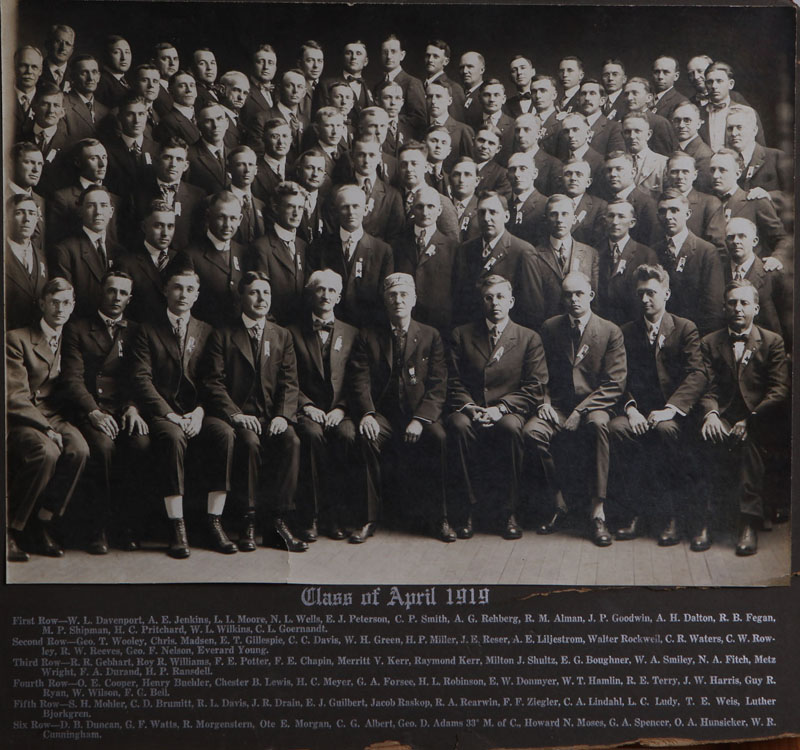 Class of April 1919
First Row—W. L. Davenport, A. E. Jenkins, L. L. Moore, N. L. Wells, E. J. Peterson, C. P. Smith, A. G. Rehberg, R. M. Alman, J. P. Goodwin, A. H. Dalton, R. B. Fegan,
M. P. Shipman, H. C. Pritchard, W. L. Wilkins, C. L. Goernandt.
Second Row—Geo. T. Wooley, Chris. Madsen, E. T. Gillespie, C. C. Davis, W. H. Green, H. P. Miller, J. E. Reser, A. E. Liljestrom, Walter Rockwell, C. R. Waters, C. W. Row-
ley, R. W. Reeves, Geo. F. Nelson, Everard Young.
Third Row—R. R. Gebhart, Roy R. Williams, F. E. Potter, F. E. Chapin, Merritt V. Kerr, Raymond Kerr, Milton J. Shultz, E. G. Boughner, W. A. Smiley, N. A. Fitch, Metz
Wright, F. A. Durand, H. P. Ransdell.
Fourth Row—O. E. Cooper, Henry Buehler, Chester B. Lewis, H. C. Meyer, G. A. Forsee, H. L. Robinson, E. W. Donmyer, W. T. Hamlin, R. E. Terry, J. W. Harris, Guy R.
Ryan, W. Wilson, F. G. Beil.
Fifth Row—S. H. Mohler, C. D. Brumitt, R. L. Davis, J. R. Drain, E. J. Guilbert, Jacob Raskop, R. A. Rearwin, F. F. Ziegler, C. A. Lindahl, L. C. Ludy, T. E. Weis, Luther
Bjorkgren.
Six Row—D. B. Duncan, G. F. Watts, R. Morgenstern, Ote E. Morgan, C. G. Albert, Geo. D. Adams 33° M. of C., Howard N. Moses, G. A. Spencer, O. A. Hunsicker, W. R.
Cunningham.